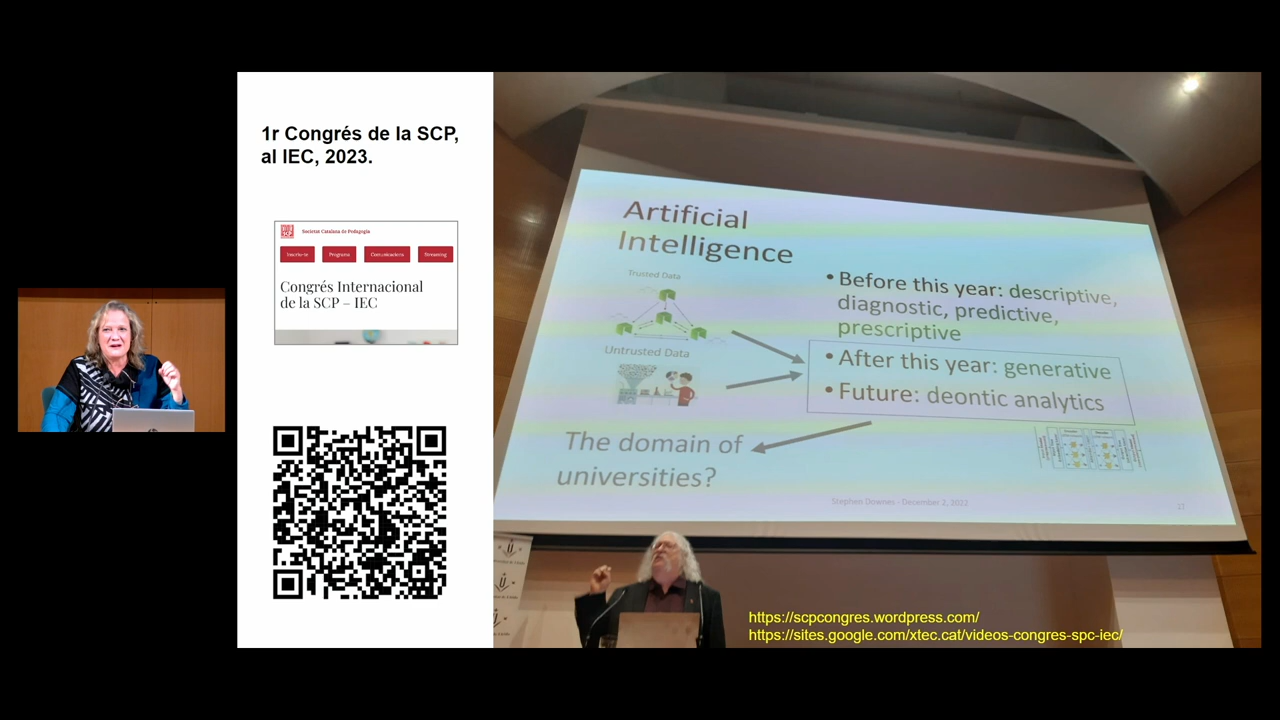 1r Congrés de la SCP,
al IEC, 2023.
Societat Catalana de Pedagogia
Inscriu-te
Programa
Comunicacions
Streaming
Congrés Internacional
de la SCP – IEC
Artificial
Intelligence
Trusted Data
Untrusted Data
• Before this year: descriptive,
diagnostic, predictive,
prescriptive
• After this year: generative
• Future: deontic analytics
The domain of
universities?
Stephen Downes - December 2, 2022
https://scpcongres.wordpress.com/
https://sites.google.com/xtec.cat/videos-congres-spc-iec/